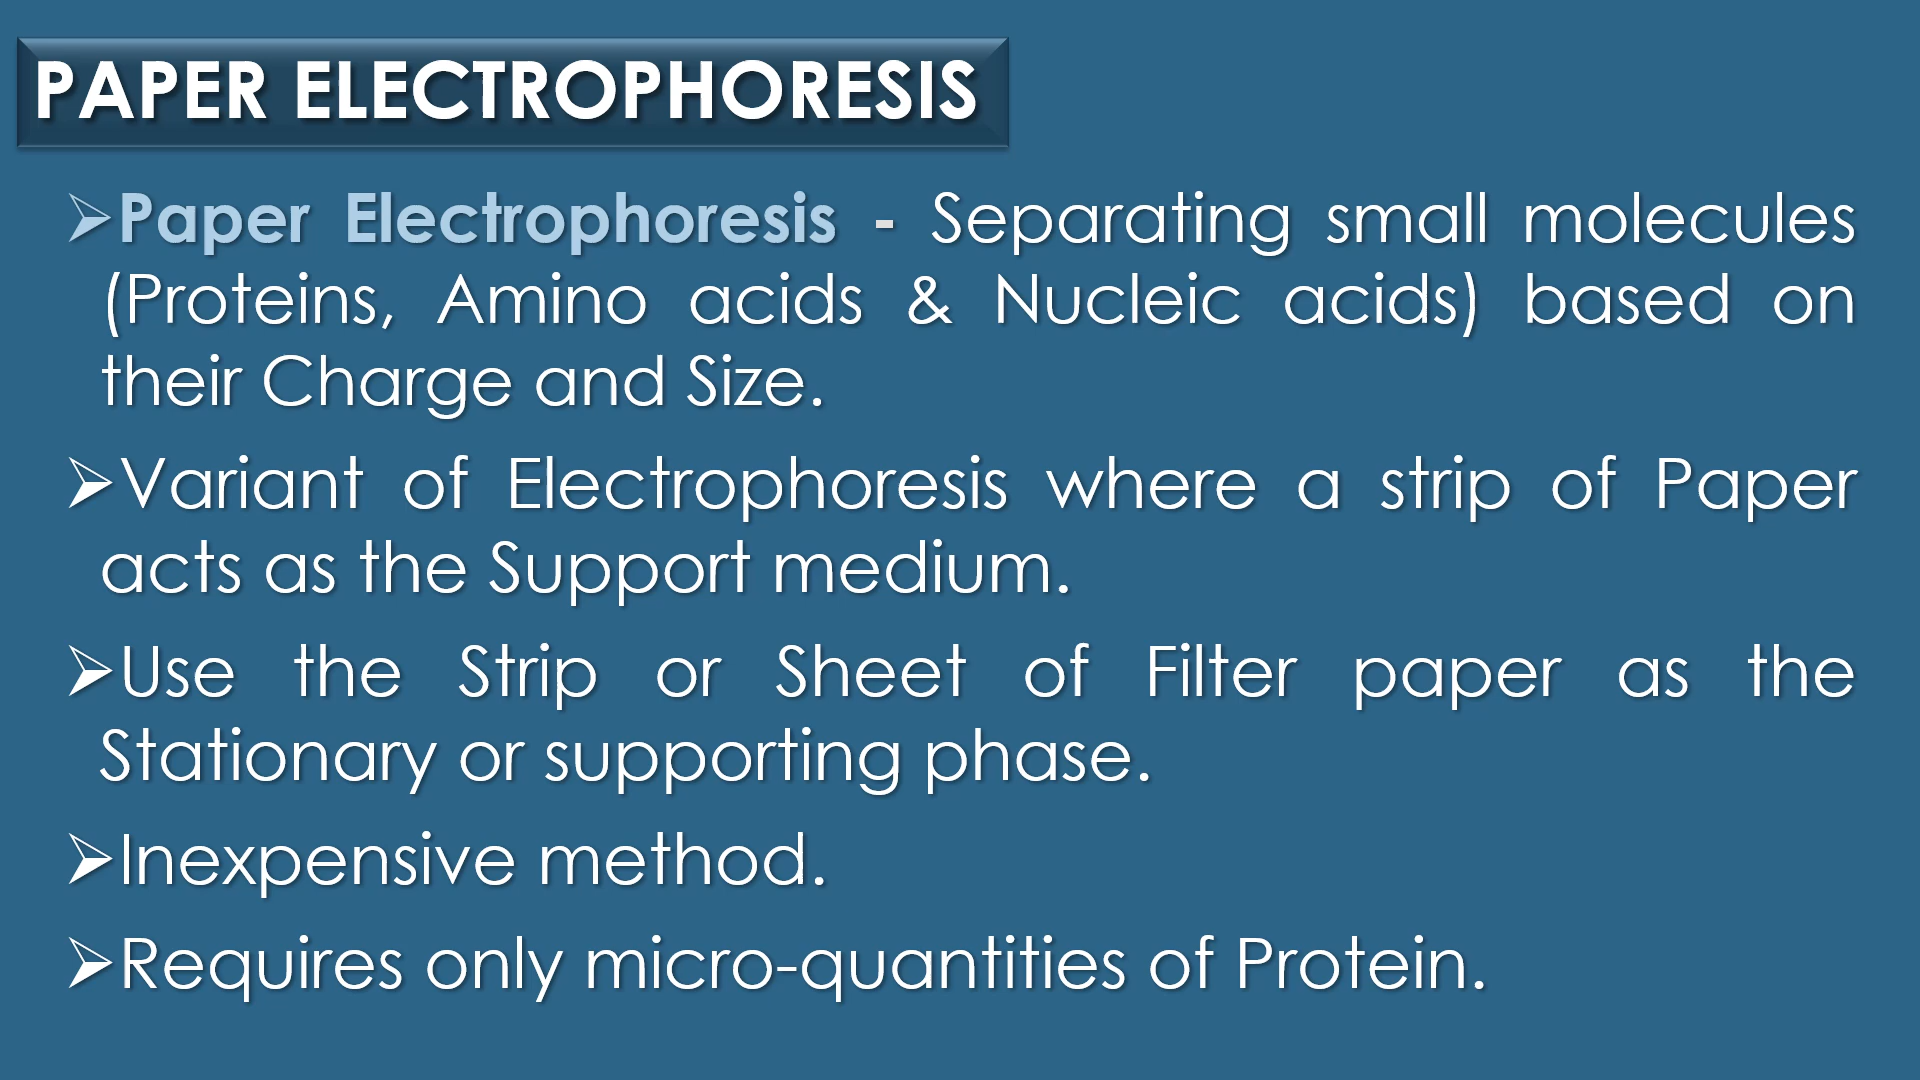 PAPER ELECTROPHORESIS
➢Paper Electrophoresis - Separating small molecules
(Proteins, Amino acids & Nucleic acids) based on
their Charge and Size.
➢Variant of Electrophoresis where a strip of Paper
acts as the Support medium.
➢Use the Strip or Sheet of Filter paper as the
Stationary or supporting phase.
➢Inexpensive method.
➢Requires only micro-quantities of Protein.